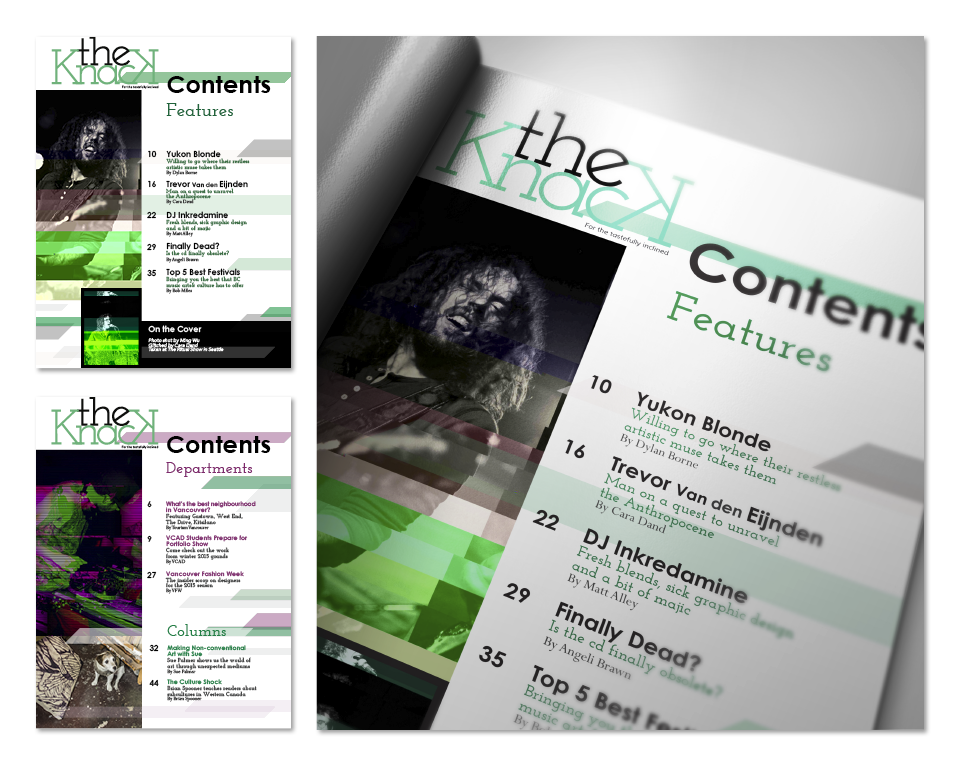 the
Knack
For the tastefully inclined
Contents
Features
10 Yukon Blonde
Willing to go where their restless
artistic muse takes them
By Dylan Borne
16 Trevor van den Eijnden
Man on a quest to unravel
the Anthropocene
By Cara Dand
22 DJ Inkredamine
Fresh blends, sick graphic design
and a bit of majic
By Matt Alley
29 Finally Dead?
Is the cd finally obsolete?
By Angeli Brawn
35 Top 5 Best Festivals
Bringing you the best that BC
music artist & culture has to offer
By Rob Miles
On the Cover
Photo shot by Ming Wu
Glitched by Cara Dand
Taken at The Ritual Show in Seattle
the
Knack
For the tastefully inclined
Contents
Departments
6 What's the best neighbourhood
in Vancouver?
Featuring Gastown, West End,
The Drive, Kitsilano
By Tourism Vancouver
9 VCAD Students Prepare for
Portfolio Show
Come check out the work
from winter 2015 grands
By VCAD
27 Vancouver Fashion Week
The insider scoop on designers
for the 2015 season
By VFW
Columns
32 Making Non-conventional
Art with Sue
Sue Palmer shows us the world of
art through unexpected mediums
By Sue Palmer
44 The Culture Shock
Brian Spooner teaches readers about
subcultures in Western Canada
By Brian Spooner
the
Knack
For the tastefully inclined
Contents
Features
10 Yukon Blonde
Willing to go where their restless
artistic muse takes them
By Dylan Borne
16 Trevor van den Eijnden
Man on a quest to unravel
the Anthropocene
By Cara Dand
22 DJ Inkredamine
Fresh blends, sick graphic design
and a bit of majic
By Matt Alley
29 Finally Dead?
Is the cd finally obsolete?
By Angeli Brawn
35 Top 5 Best Fest
Bringing you the
music art